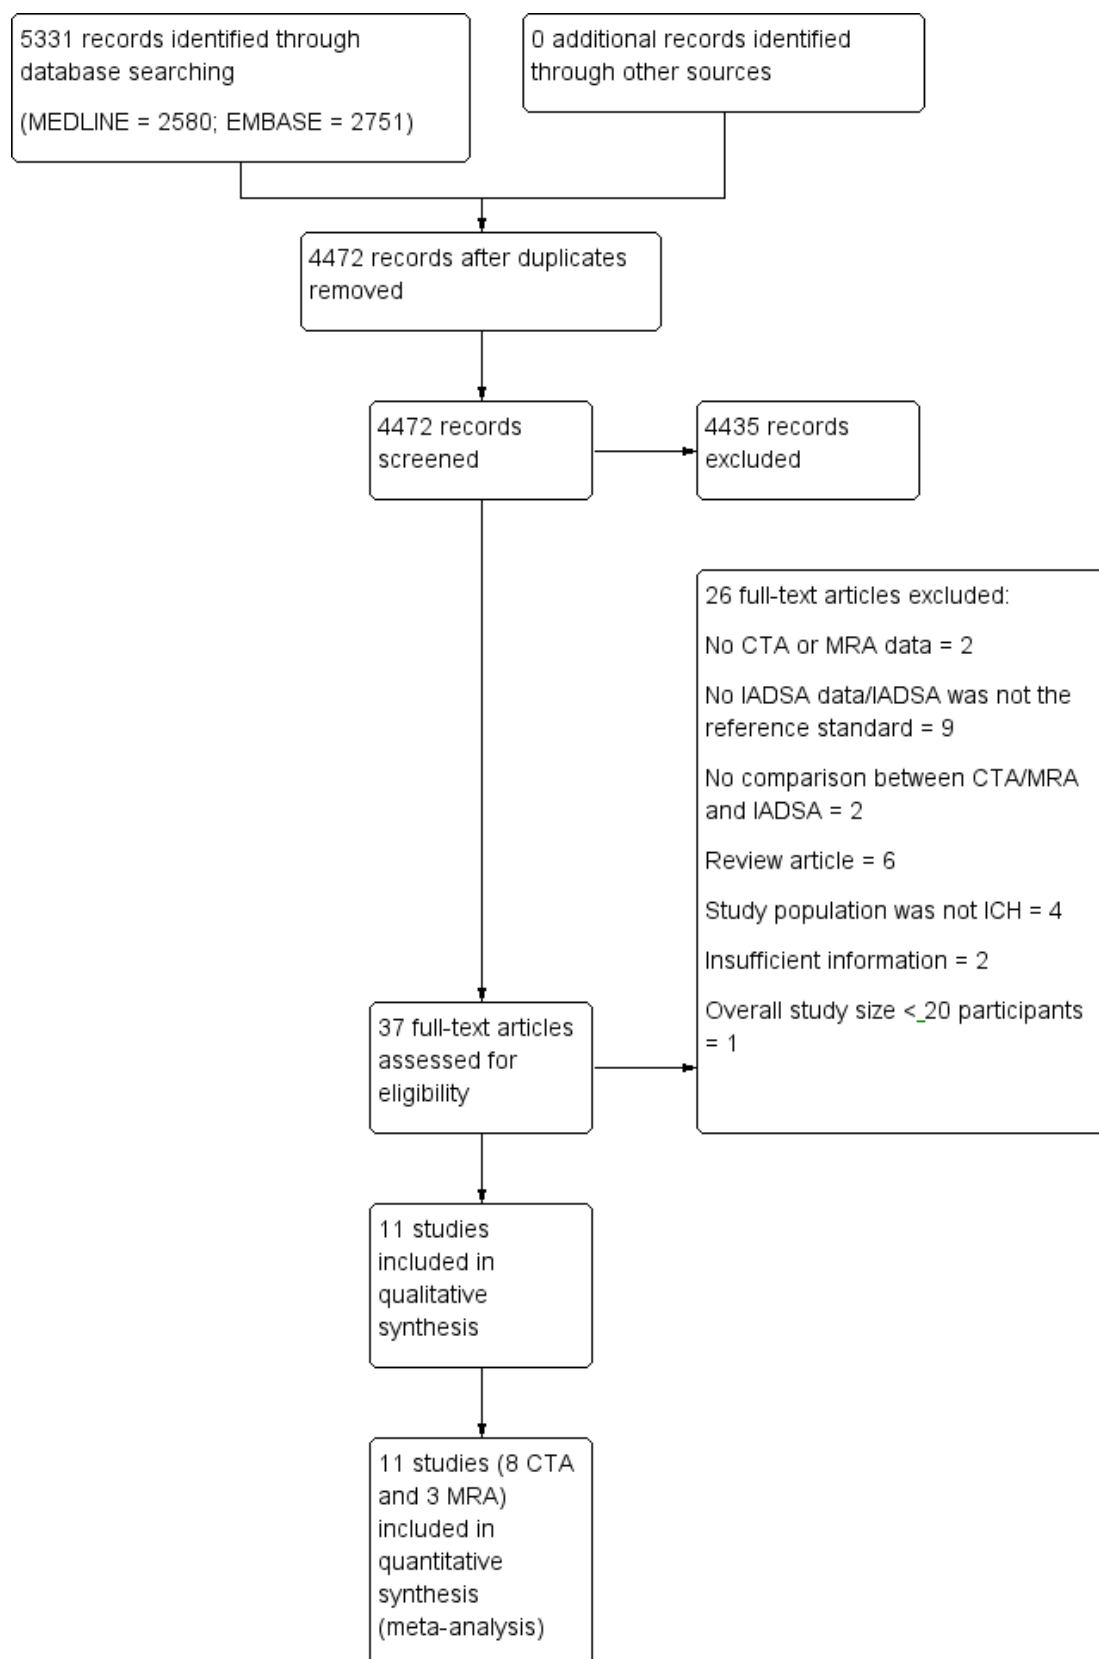 5331 records identified through
database searching
(MEDLINE = 2580; EMBASE = 2751)
0 additional records identified
through other sources
4472 records after duplicates
removed
4472 records
screened
4435 records
excluded
26 full-text articles excluded:
No CTA or MRA data = 2
No IADSA data/IADSA was not the
reference standard = 9
No comparison between CTA/MRA
and IADSA = 2
Review article = 6
Study population was not ICH = 4
Insufficient information = 2
Overall study size < 20 participants
= 1
37 full-text articles
assessed for
eligibility
11 studies
included in
qualitative
synthesis
11 studies (8 CTA
and 3 MRA)
included in
quantitative
synthesis
(meta-analysis)